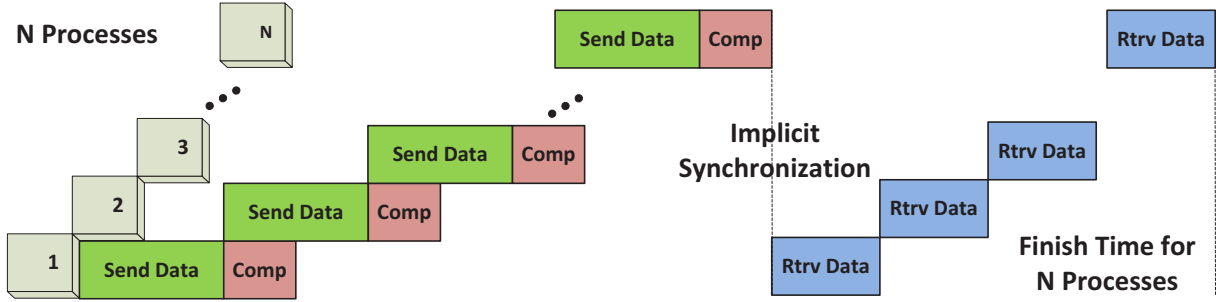 N Processes
N
Send Data
Comp
Rtrv Data
3
Send Data
Comp
Implicit
Synchronization
Rtrv Data
2
Send Data
Comp
Rtrv Data
1
Send Data
Comp
Rtrv Data
Finish Time for
N Processes